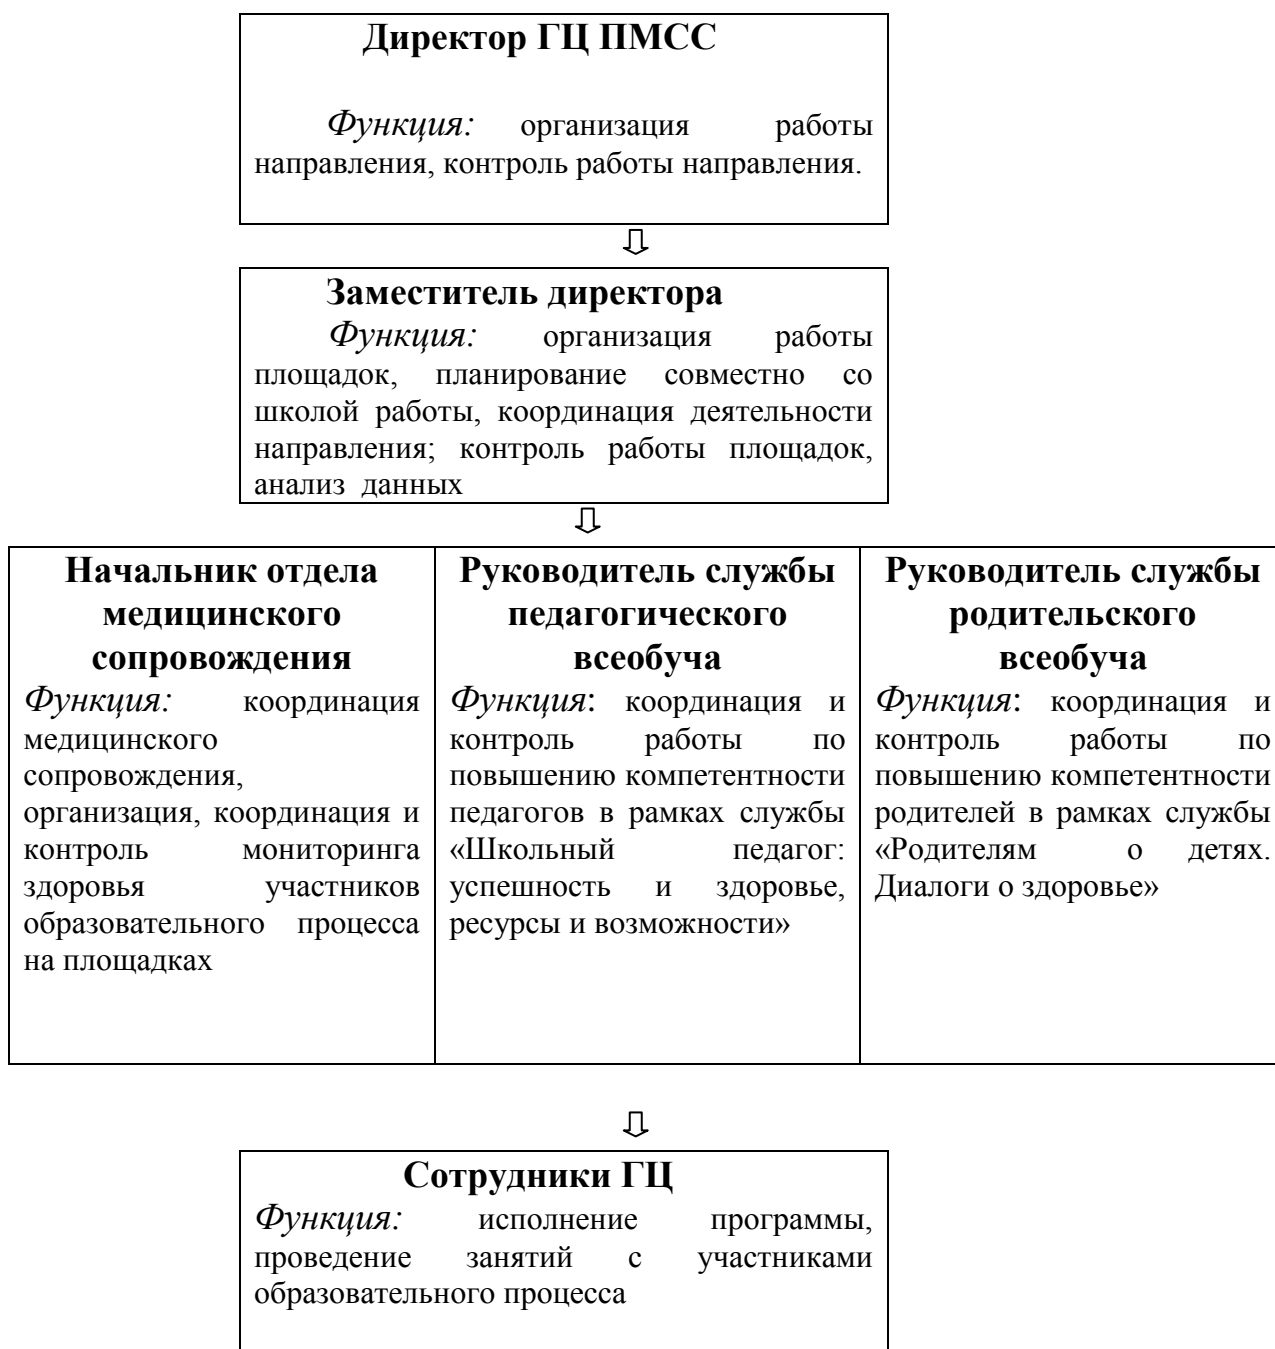 Директор ГЦ ПМСС
Функция: организация работы
направления, контроль работы направления.
Заместитель директора
Функция: организация работы
площадок, планирование совместно со
школой работы, координация деятельности
направления; контроль работы площадок,
анализ данных
Начальник отдела
медицинского
сопровождения
Функция: координация
медицинского
сопровождения,
организация, координация и
контроль мониторинга
здоровья участников
образовательного процесса
на площадках
Руководитель службы
педагогического
всеобуча
Функция: координация и
контроль работы по
повышению компетентности
педагогов в рамках службы
«Школьный педагог:
успешность и здоровье,
ресурсы и возможности»
Руководитель службы
родительского
всеобуча
Функция: координация и
контроль работы по
повышению компетентности
родителей в рамках службы
«Родителям о детях.
Диалоги о здоровье»
Сотрудники ГЦ
Функция: исполнение программы,
проведение занятий с участниками
образовательного процесса